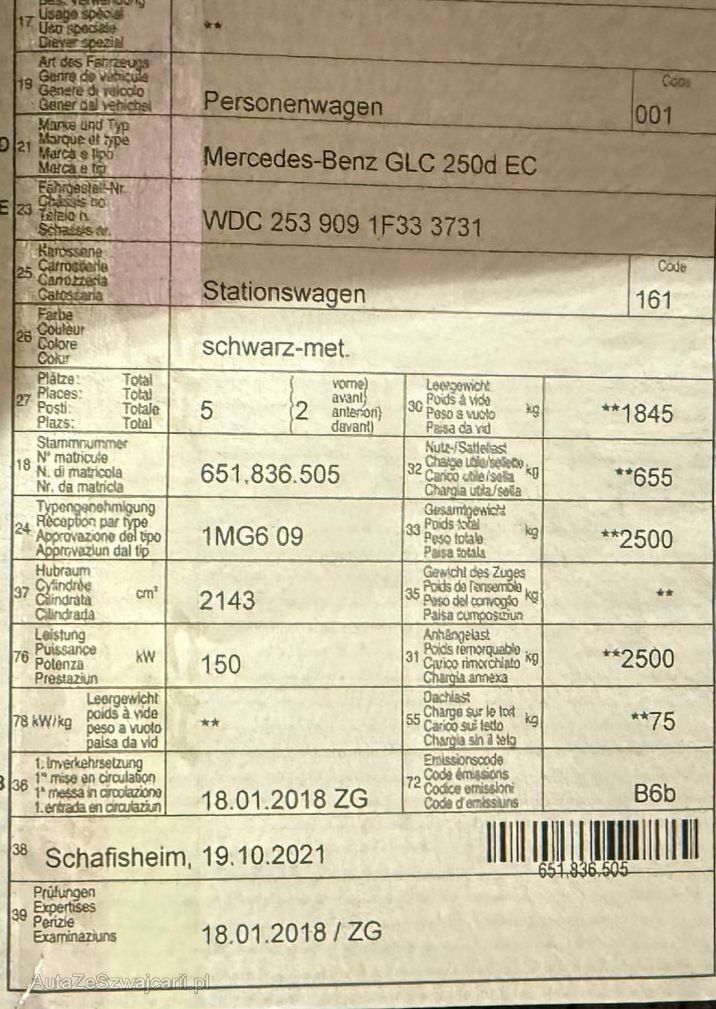 17 Usage spécial
Uso speciale
Diever spezial
**
19 Art des Fahrzeugs
Genre de véhicule
Genere di veicolo
Gener dal vehichel
Personenwagen
Code
001
D 21 Marke und Typ
Marque et type
Marca e tipo
Marca e tip
Mercedes-Benz GLC 250d EC
E 23 Fahrgestell-Nr.
Châssis no
Telaio n.
Schassis nr.
WDC 253 909 1F33 3731
25 Karosserie
Carrosserie
Carrozzeria
Carossaria
Stationswagen
Code
161
26 Farbe
Couleur
Colore
Colur
schwarz-met.
27 Plätze: Total
Places: Total
Posti: Totale
Plazs: Total
5
2
vorne)
avant)
anteriori)
davant)
30 Leergewicht
Poids à vide
Peso a vuoto
Paisa da vid
kg
**1845
18 Stammnummer
N° matricule
N. di matricola
Nr. da matricla
651.836.505
32 Nutz-/Sattellast
Charge utile/sellette
Carico utile/sella
Chargia utila/sella
kg
**655
24 Typengenehmigung
Réception par type
Approvazione del tipo
Approvaziun dal tip
1MG6 09
33 Gesamtgewicht
Poids total
Peso totale
Paisa totala
kg
**2500
37 Hubraum
Cylindrée
Cilindrata
Cilindrada
cm³
2143
35 Gewicht des Zuges
Poids de l'ensemble
Peso del convoglio
Paisa cumposiziun
kg
**
76 Leistung
Puissance
Potenza
Prestaziun
kW
150
31 Anhängelast
Poids remorquable
Carico rimorchiato
Chargia annexa
kg
**2500
78 kW/kg
Leergewicht
poids à vide
peso a vuoto
paisa da vid
**
55 Dachlast
Charge sur le toit
Carico sul tetto
Chargia sin il tetg
kg
**75
B 36 1. Inverkehrsetzung
1re mise en circulation
1a messa in circolazione
1. entrada en circulaziun
18.01.2018 ZG
72 Emissionscode
Code émissions
Codice emissioni
Code d'emissiuns
B6b
38 Schafisheim, 19.10.2021
651.836.505
39 Prüfungen
Expertises
Perizie
Examinaziuns
18.01.2018 / ZG
AutaZeSzwajcarii.pl